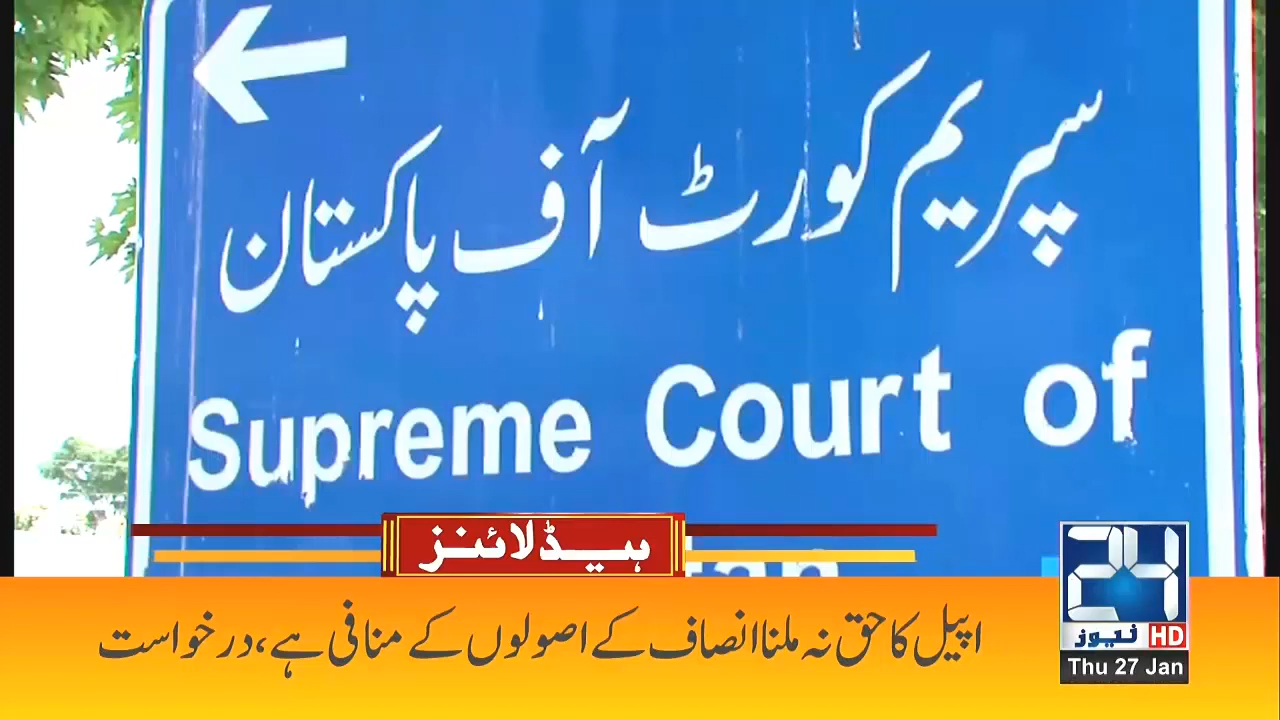 سپریم کورٹ آف پاکستان
Supreme Court of
ہیڈلائنز
اپیل کا حق نہ ملنا انصاف کے اصولوں کے منافی ہے، درخواست
24
نیوز HD
Thu 27 Jan